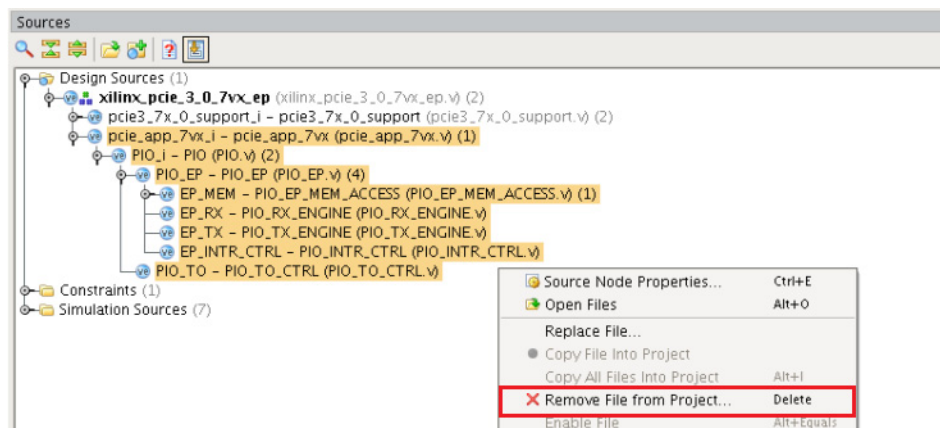 Sources
Design Sources (1)
xilinx_pcie_3_0_7vx_ep (xilinx_pcie_3_0_7vx_ep.v) (2)
pcie3_7x_0_support_i - pcie3_7x_0_support (pcie3_7x_0_support.v) (2)
pcie_app_7vx_i - pcie_app_7vx (pcie_app_7vx.v) (1)
PIO_i - PIO (PIO.v) (2)
PIO_EP - PIO_EP (PIO_EP.v) (4)
EP_MEM - PIO_EP_MEM_ACCESS (PIO_EP_MEM_ACCESS.v) (1)
EP_RX - PIO_RX_ENGINE (PIO_RX_ENGINE.v)
EP_TX - PIO_TX_ENGINE (PIO_TX_ENGINE.v)
EP_INTR_CTRL - PIO_INTR_CTRL (PIO_INTR_CTRL.v)
PIO_TO - PIO_TO_CTRL (PIO_TO_CTRL.v)
Constraints (1)
Simulation Sources (7)
Source Node Properties... Ctrl+E
Open Files Alt+O
Replace File...
Copy File Into Project
Copy All Files Into Project Alt+I
Remove File from Project... Delete
Enable File Alt+Equals